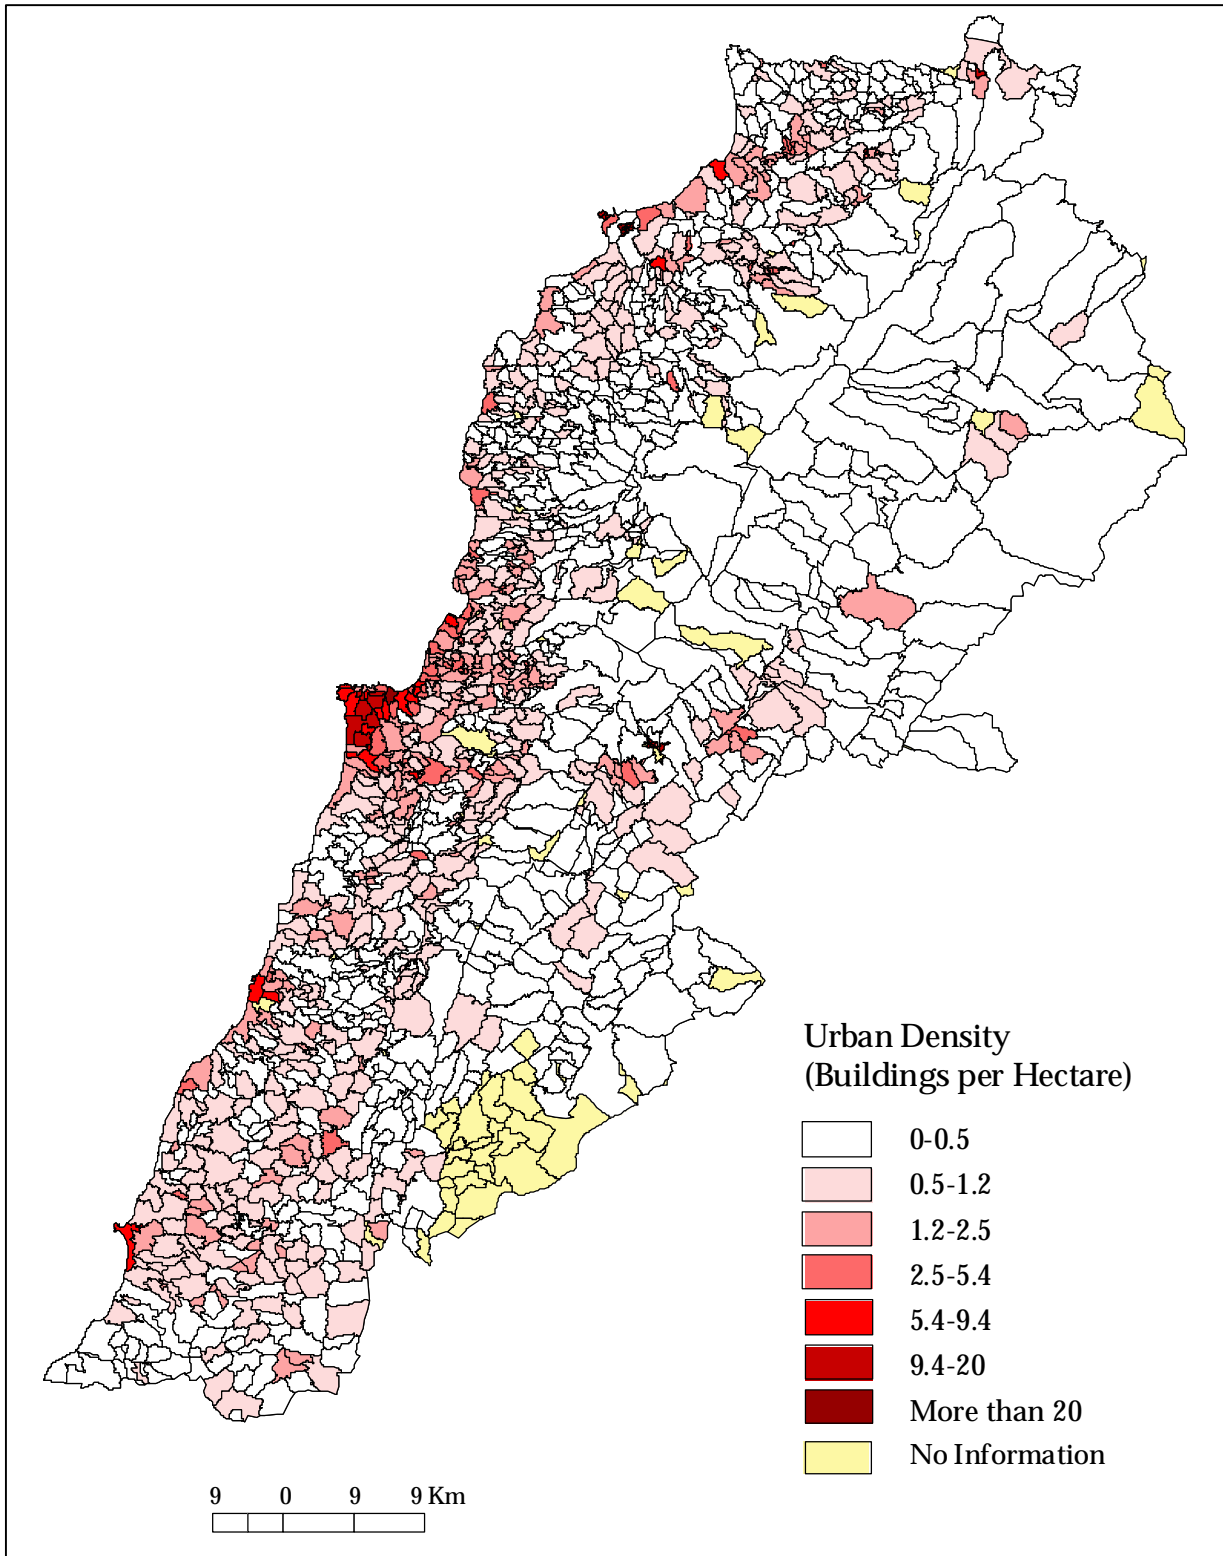 Urban Density
(Buildings per Hectare)
0-0.5
0.5-1.2
1.2-2.5
2.5-5.4
5.4-9.4
9.4-20
More than 20
No Information
9 0 9 9 Km